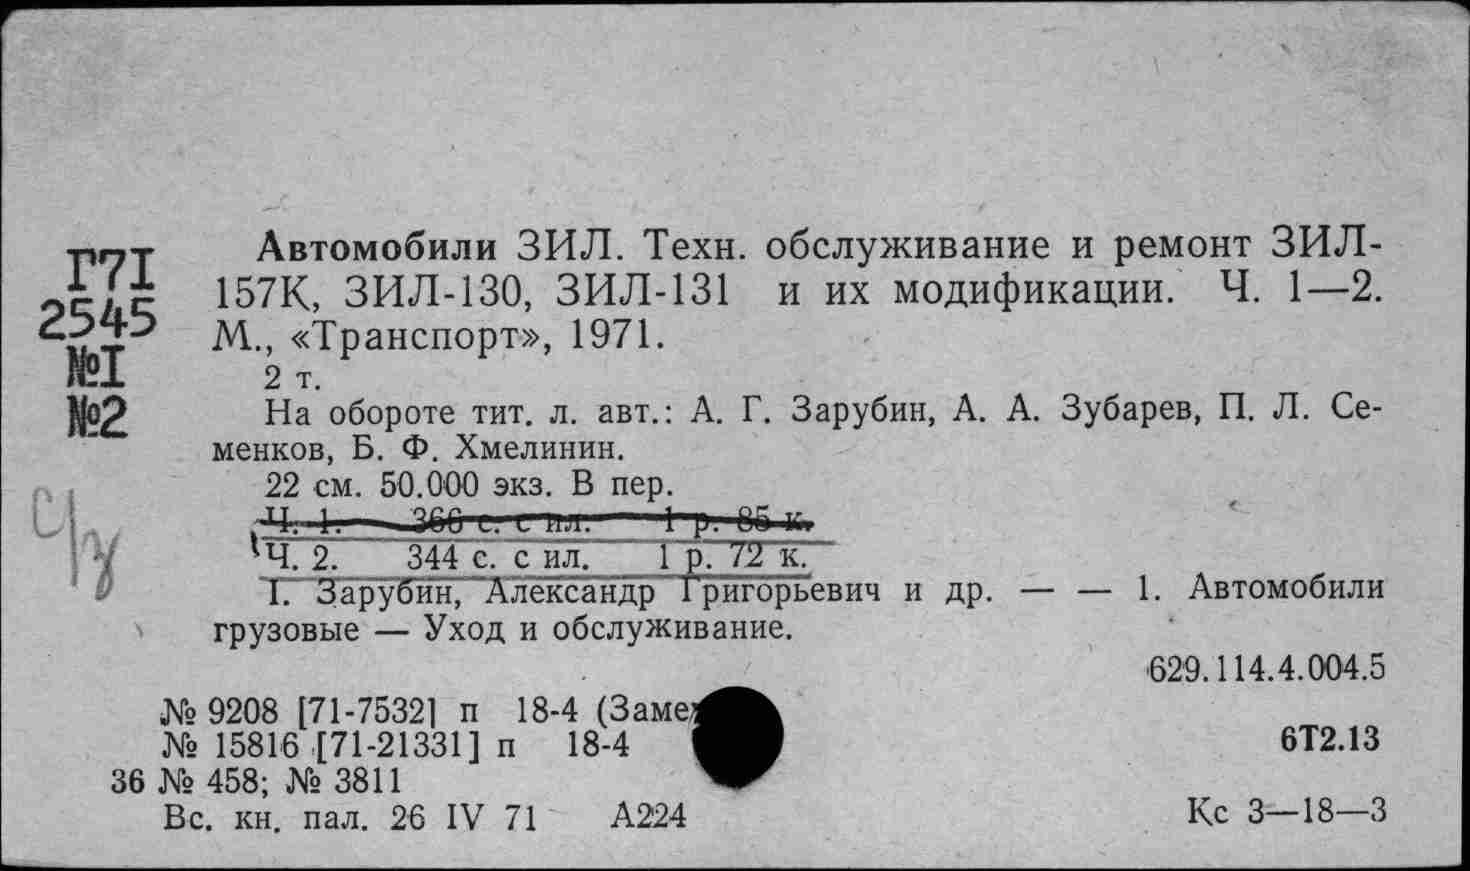 Г7I
2545
№I
№2
Автомобили ЗИЛ. Техн. обслуживание и ремонт ЗИЛ-
157К, ЗИЛ-130, ЗИЛ-131 и их модификации. Ч. 1—2.
М., «Транспорт», 1971.
2 т.
На обороте тит. л. авт.: А. Г. Зарубин, А. А. Зубарев, П. Л. Се-
менков, Б. Ф. Хмелинин.
22 см. 50.000 экз. В пер.
Ч. 1. 366 с. с ил. 1 р. 85 к.
Ч. 2. 344 с. с ил. 1 р. 72 к.
I. Зарубин, Александр Григорьевич и др. — — 1. Автомобили
грузовые — Уход и обслуживание.
629.114.4.004.5
№ 9208 [71-7532] п 18-4 (Заме
№ 15816 [71-21331] п 18-4
6Т2.13
36 № 458; № 3811
Вс. кн. пал. 26 IV 71 А224
Кс 3—18—3